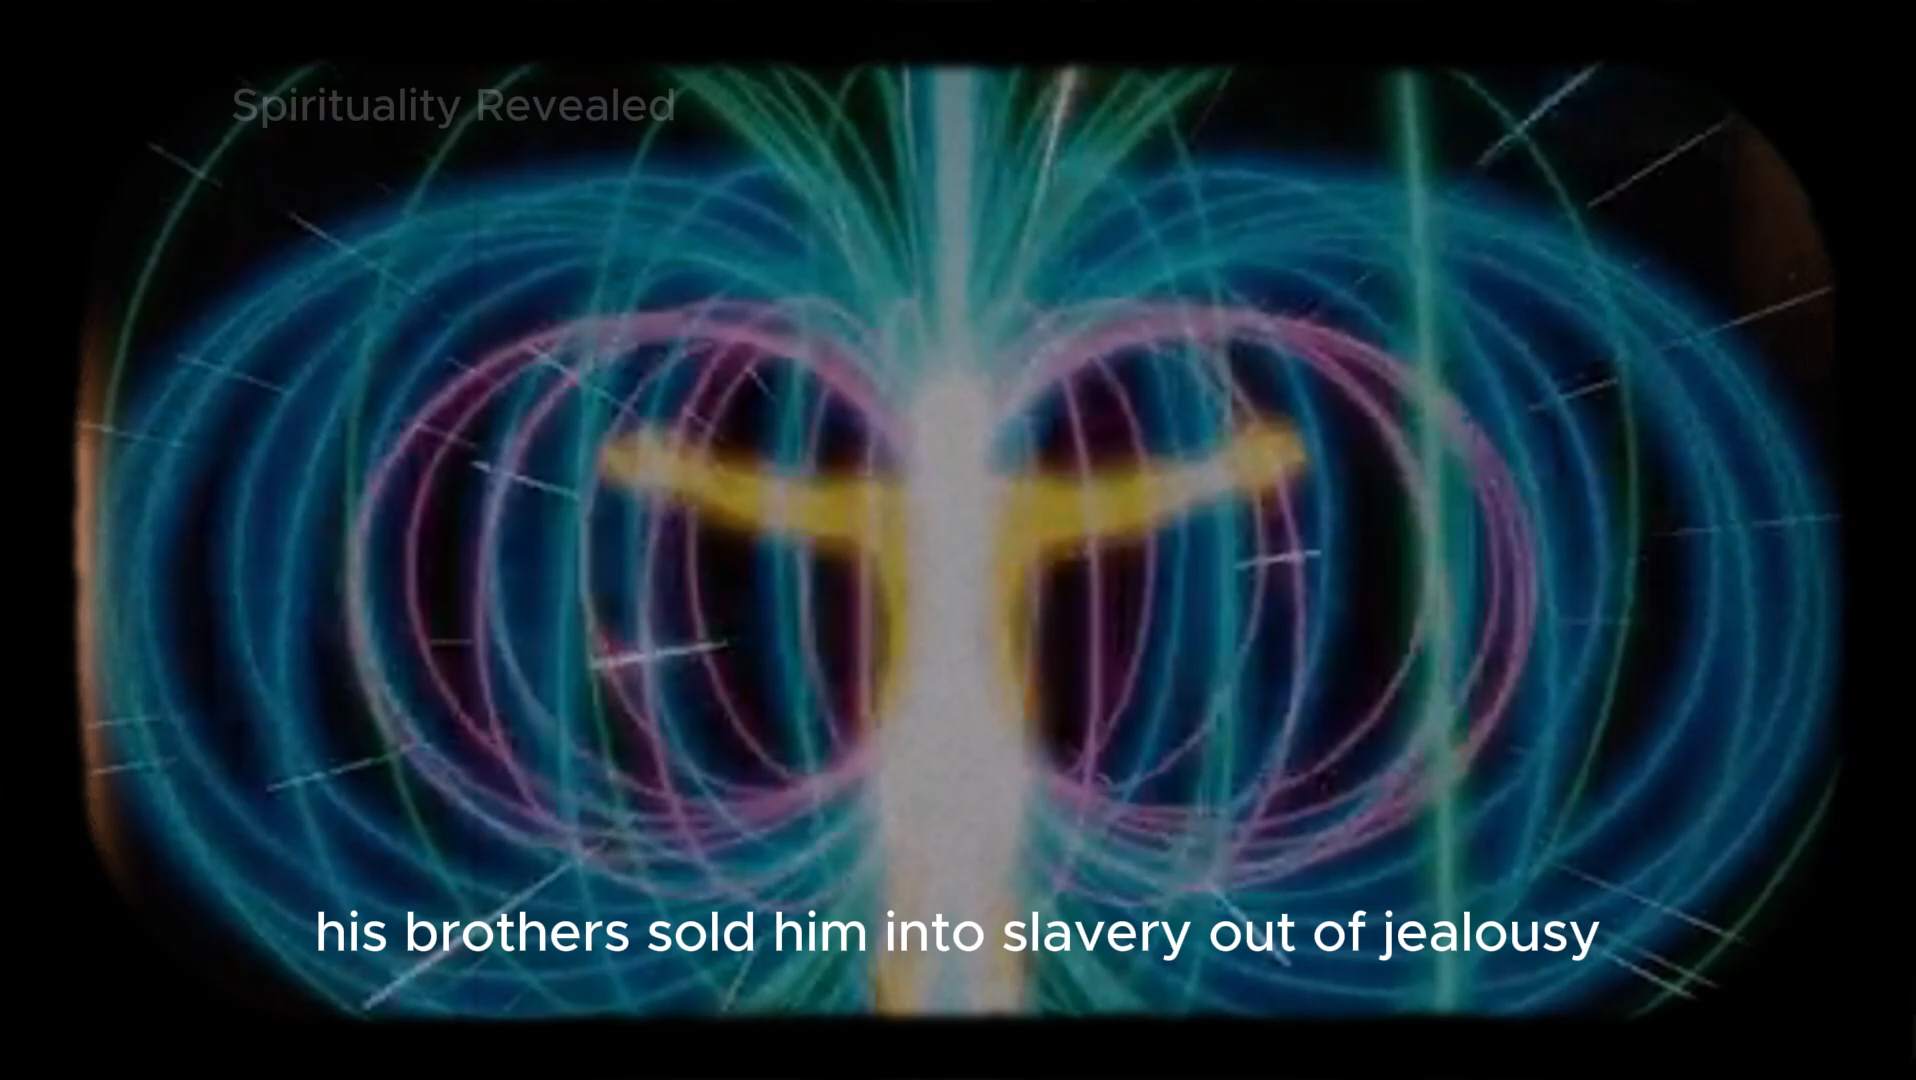 Spirituality Revealed
his brothers sold him into slavery out of jealousy